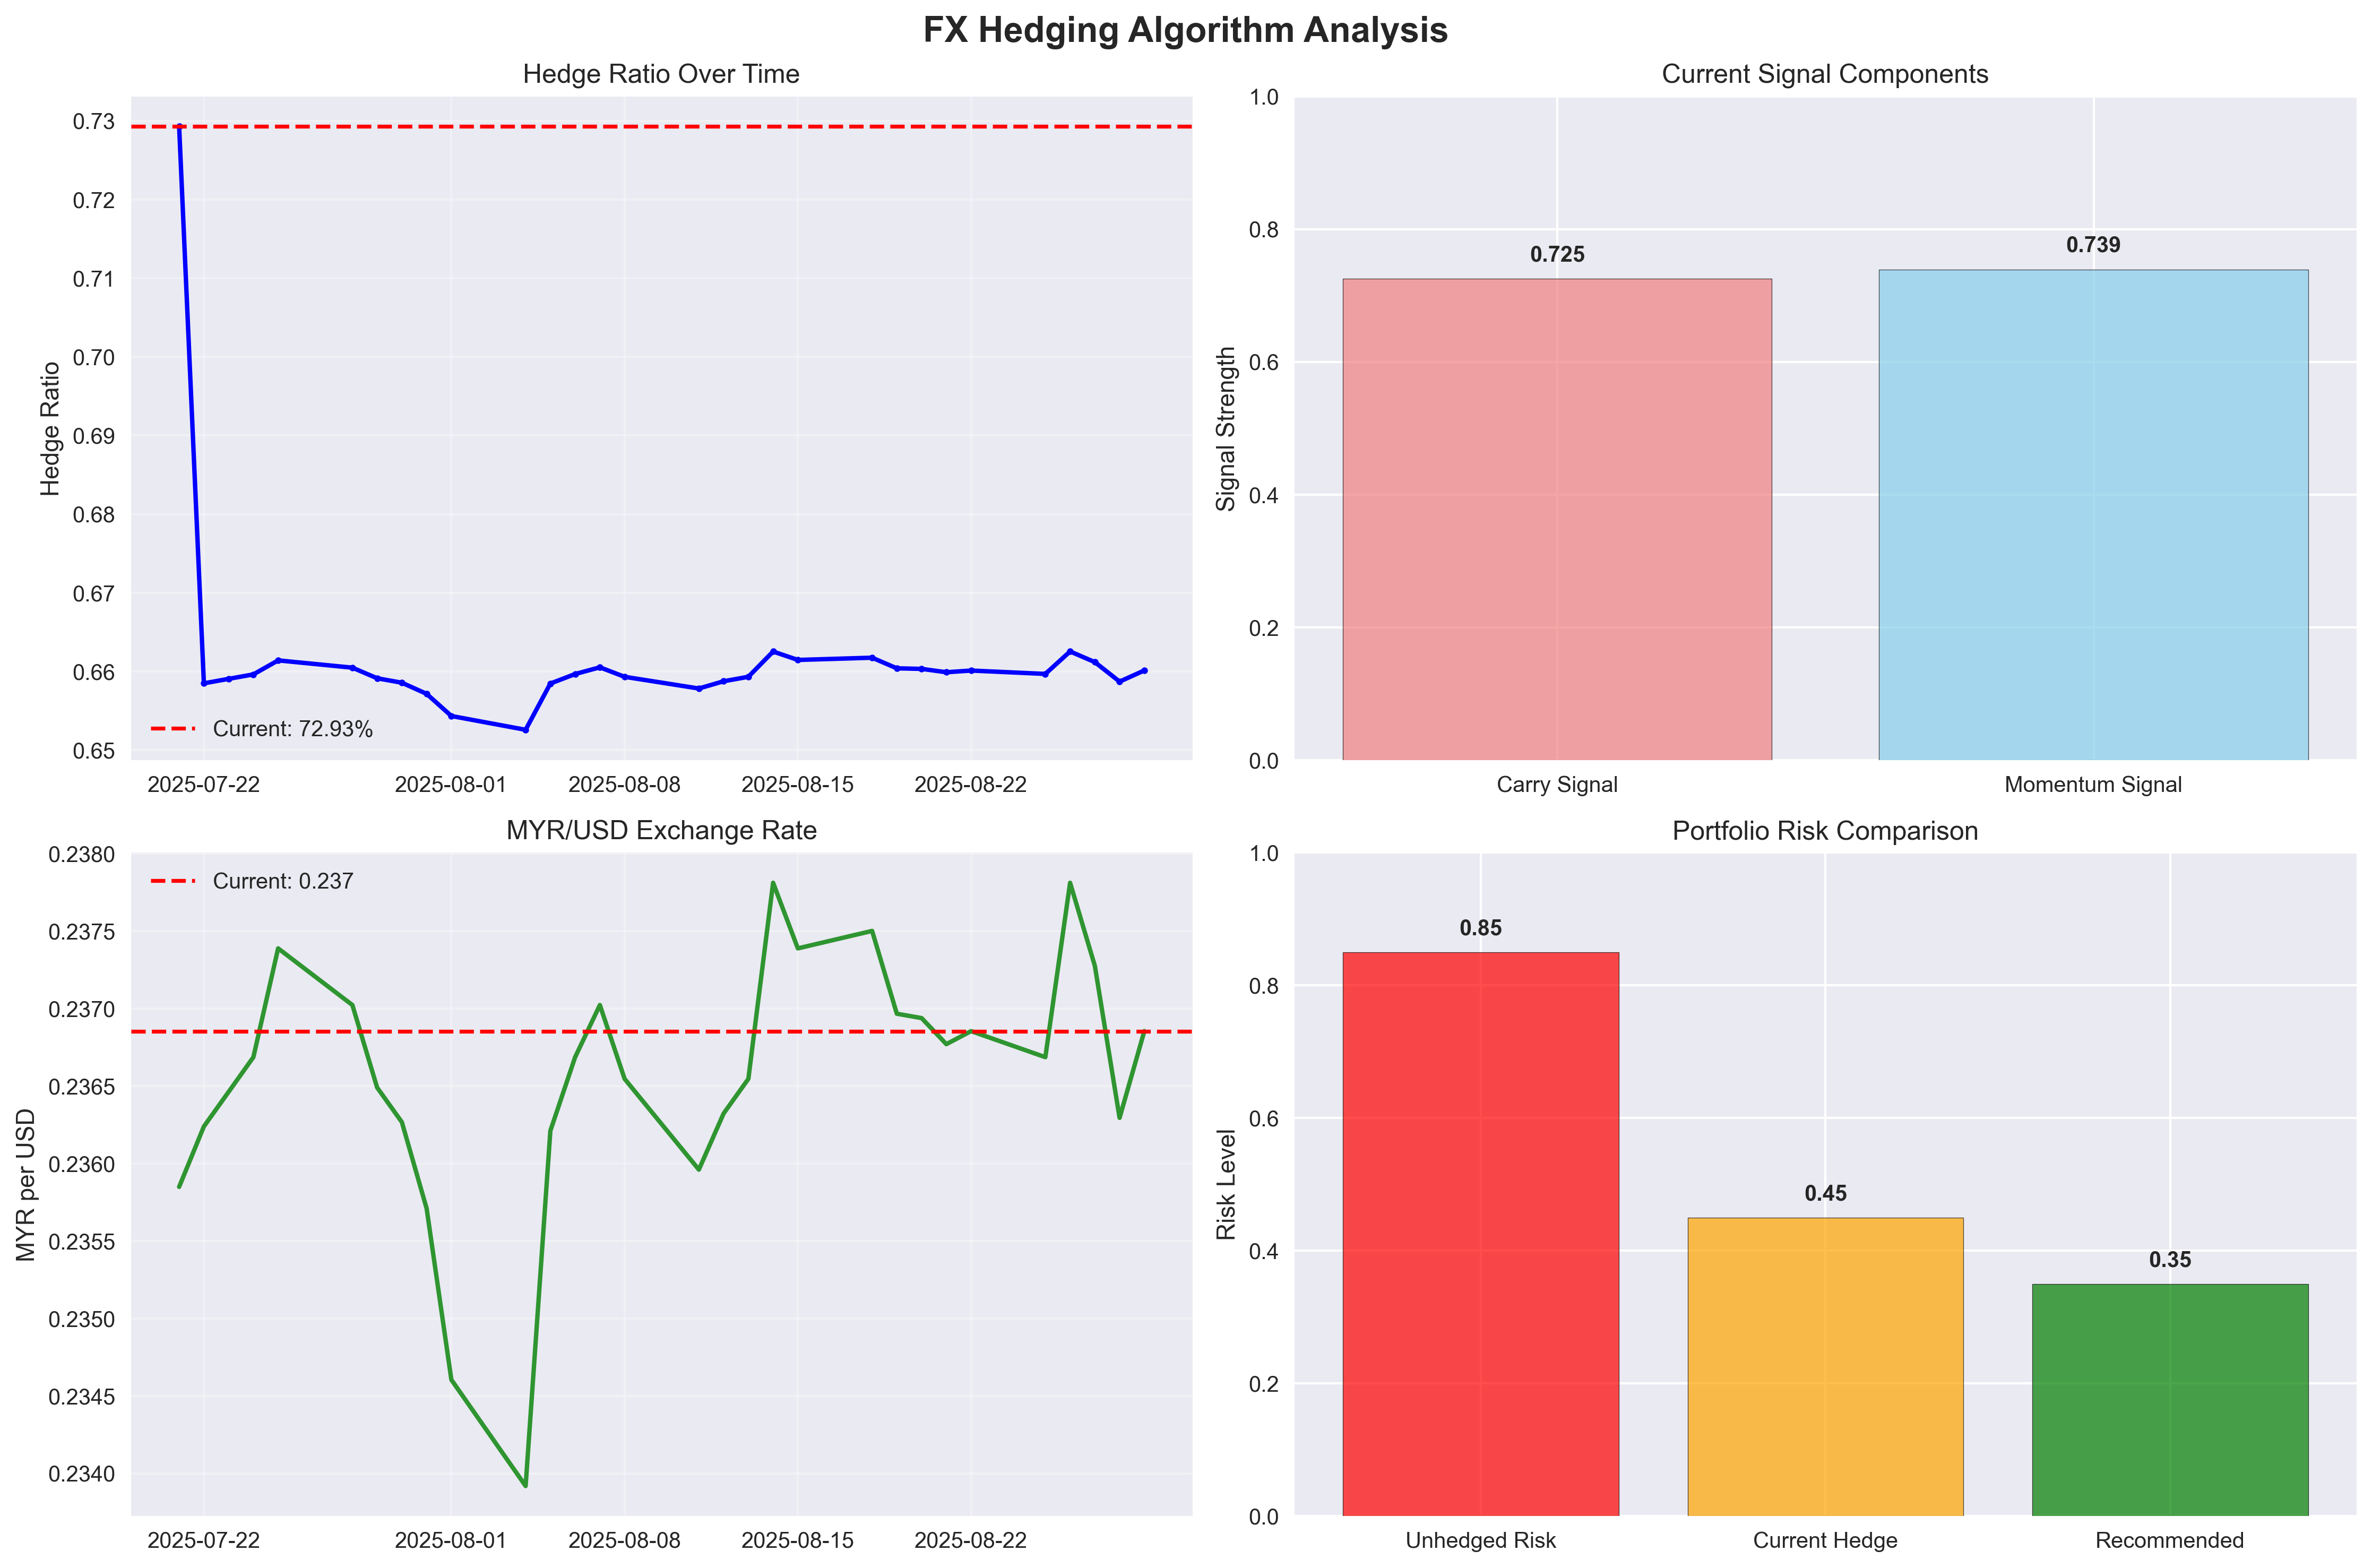 FX Hedging Algorithm Analysis
Hedge Ratio Over Time
0.73
0.72
0.71
0.70
0.69
0.68
0.67
0.66
0.65
Hedge Ratio
Current: 72.93%
2025-07-22
2025-08-01
2025-08-08
2025-08-15
2025-08-22
Current Signal Components
1.0
0.8
0.6
0.4
0.2
0.0
Signal Strength
0.725
0.739
Carry Signal
Momentum Signal
MYR/USD Exchange Rate
0.2380
0.2375
0.2370
0.2365
0.2360
0.2355
0.2350
0.2345
0.2340
MYR per USD
Current: 0.237
2025-07-22
2025-08-01
2025-08-08
2025-08-15
2025-08-22
Portfolio Risk Comparison
1.0
0.8
0.6
0.4
0.2
0.0
Risk Level
0.85
0.45
0.35
Unhedged Risk
Current Hedge
Recommended